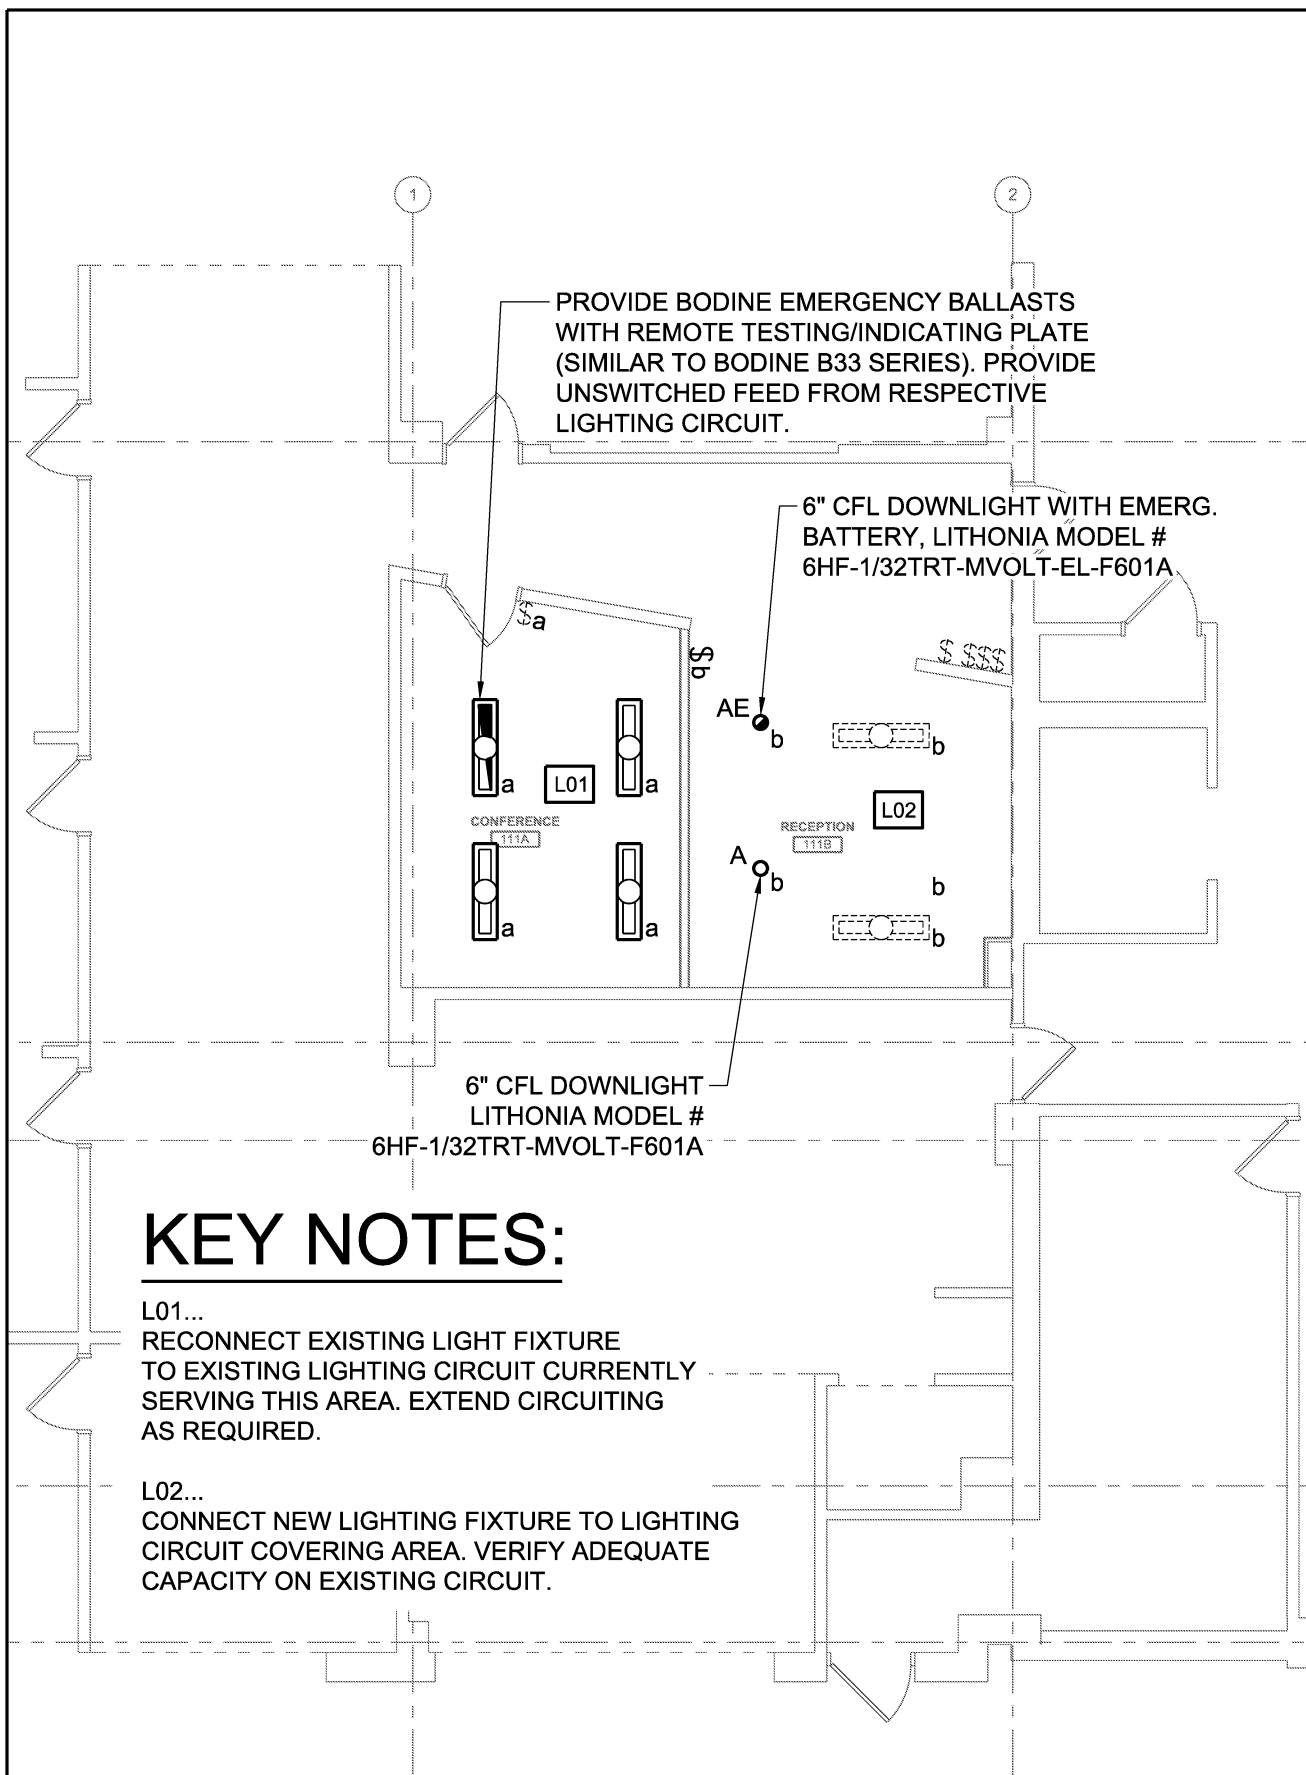 1
2
PROVIDE BODINE EMERGENCY BALLASTS
WITH REMOTE TESTING/INDICATING PLATE
(SIMILAR TO BODINE B33 SERIES). PROVIDE
UNSWITCHED FEED FROM RESPECTIVE
LIGHTING CIRCUIT.
6" CFL DOWNLIGHT WITH EMERG.
BATTERY, LITHONIA MODEL #
6HF-1/32TRT-MVOLT-EL-F601A
$a
$b
$ $$$
AE
b
b
a
L01
a
L02
CONFERENCE
111A
RECEPTION
111B
A
b
b
a
a
b
6" CFL DOWNLIGHT
LITHONIA MODEL #
6HF-1/32TRT-MVOLT-F601A
KEY NOTES:
L01...
RECONNECT EXISTING LIGHT FIXTURE
TO EXISTING LIGHTING CIRCUIT CURRENTLY
SERVING THIS AREA. EXTEND CIRCUITING
AS REQUIRED.
L02...
CONNECT NEW LIGHTING FIXTURE TO LIGHTING
CIRCUIT COVERING AREA. VERIFY ADEQUATE
CAPACITY ON EXISTING CIRCUIT.